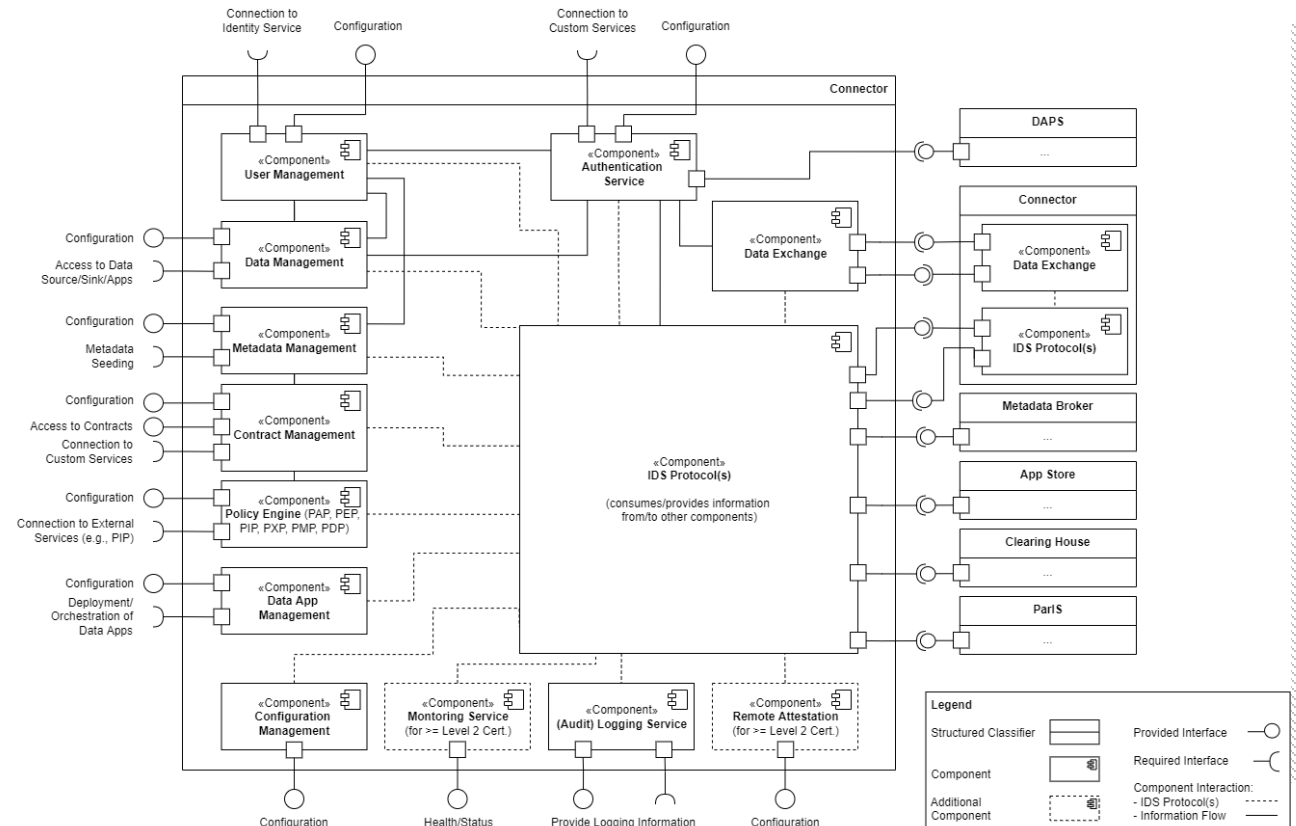 Connection to
Identity Service
Configuration
Connection to
Custom Services
Configuration
Connector
«Component»
User Management
«Component»
Authentication
Service
DAPS
...
Connector
«Component»
Data Exchange
«Component»
Data Exchange
Configuration
Access to Data
Source/Sink/Apps
«Component»
Data Management
Configuration
Metadata
Seeding
«Component»
Metadata Management
«Component»
IDS Protocol(s)
Configuration
Access to Contracts
Connection to
Custom Services
«Component»
Contract Management
Metadata Broker
...
«Component»
IDS Protocol(s)
(consumes/provides information
from/to other components)
App Store
...
Configuration
Connection to External
Services (e.g., PIP)
«Component»
Policy Engine (PAP, PEP,
PIP, PXP, PMP, PDP)
Clearing House
...
Configuration
Deployment/
Orchestration of
Data Apps
«Component»
Data App
Management
ParIS
...
«Component»
Configuration
Management
«Component»
Montoring Service
(for >= Level 2 Cert.)
«Component»
(Audit) Logging Service
«Component»
Remote Attestation
(for >= Level 2 Cert.)
Configuration
Health/Status
Provide Logging Information
Configuration
Legend
Structured Classifier
Provided Interface
Component
Required Interface
Additional
Component
Component Interaction:
- IDS Protocol(s)
- Information Flow